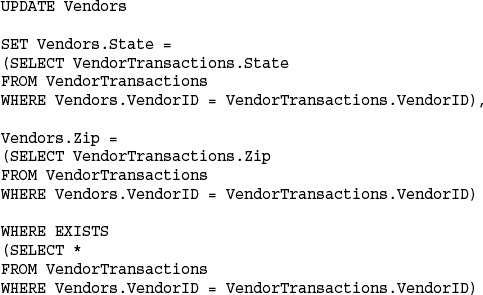 UPDATE Vendors
SET Vendors.State =
(SELECT VendorTransactions.State
FROM VendorTransactions
WHERE Vendors.VendorID = VendorTransactions.VendorID),
Vendors.Zip =
(SELECT VendorTransactions.Zip
FROM VendorTransactions
WHERE Vendors.VendorID = VendorTransactions.VendorID)
WHERE EXISTS
(SELECT *
FROM VendorTransactions
WHERE Vendors.VendorID = VendorTransactions.VendorID)